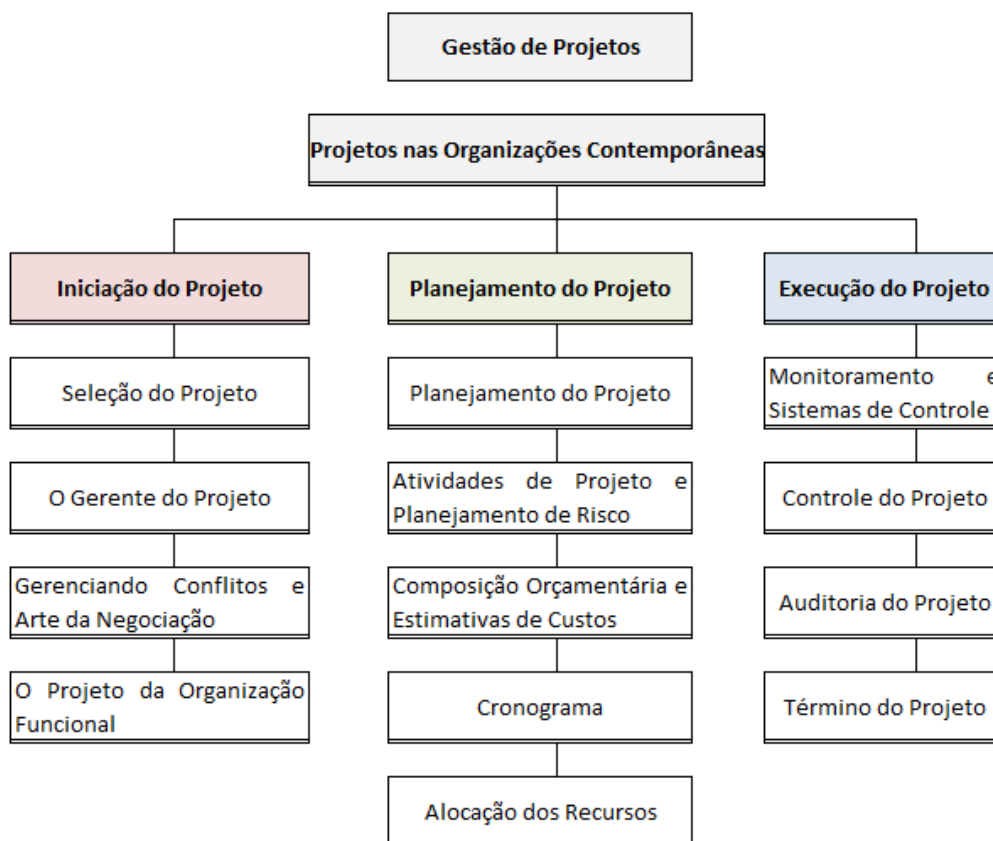 Gestão de Projetos
Projetos nas Organizações Contemporâneas
Iniciação do Projeto
Planejamento do Projeto
Execução do Projeto
Seleção do Projeto
O Gerente do Projeto
Gerenciando Conflitos e
Arte da Negociação
O Projeto da Organização
Funcional
Planejamento do Projeto
Atividades de Projeto e
Planejamento de Risco
Composição Orçamentária e
Estimativas de Custos
Cronograma
Alocação dos Recursos
Monitoramento e
Sistemas de Controle
Controle do Projeto
Auditoria do Projeto
Término do Projeto